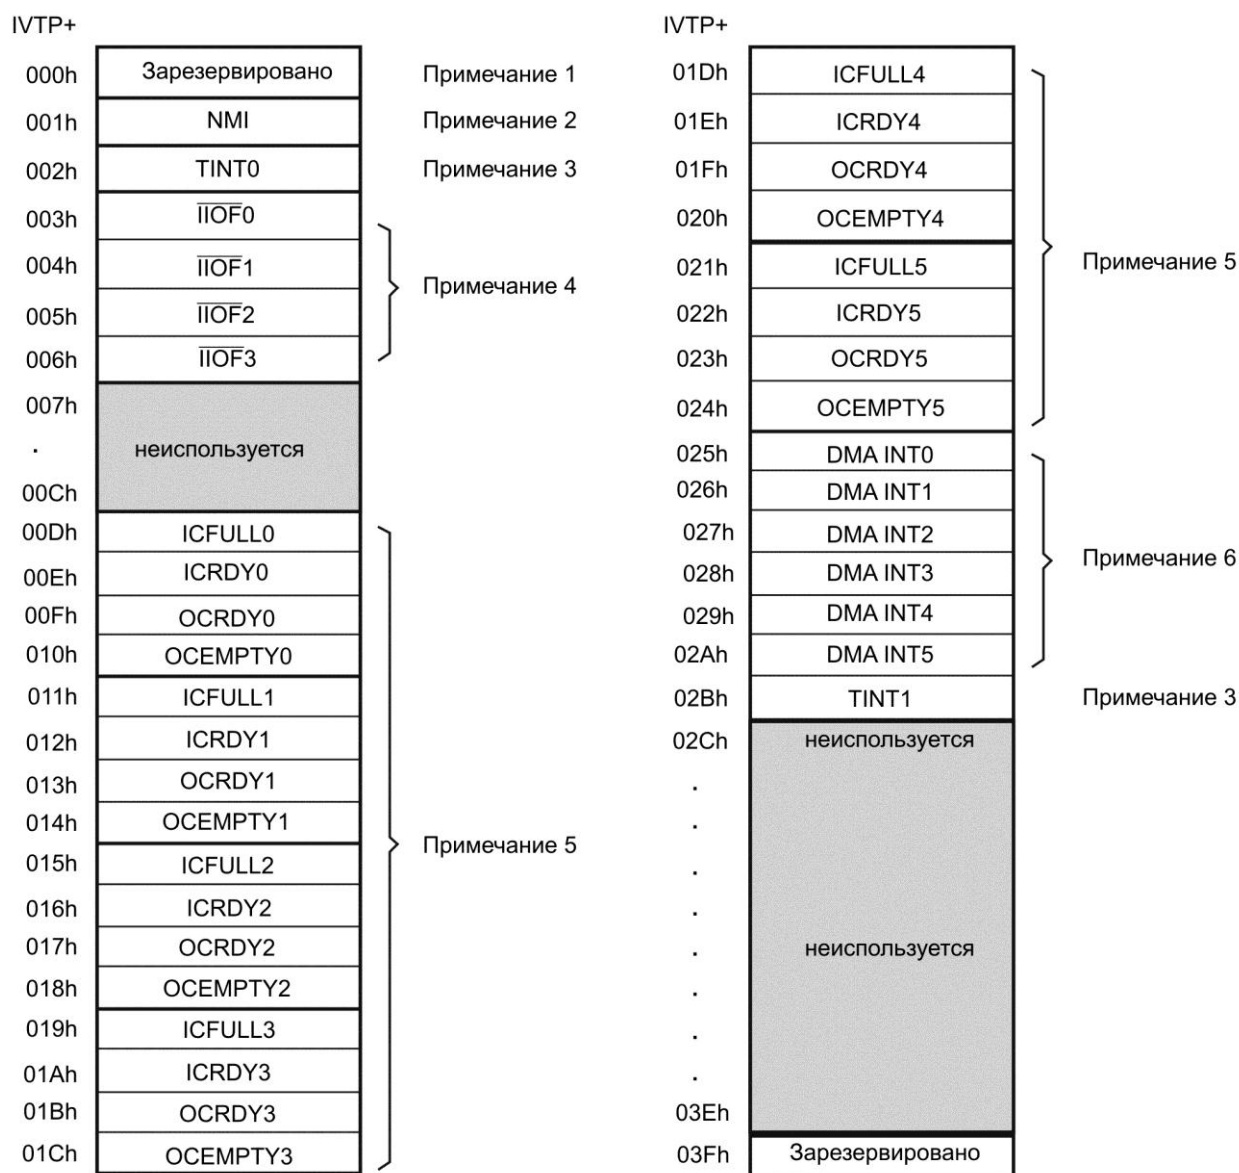 IVTP+
000h Зарезервировано Примечание 1
001h NMI Примечание 2
002h TINT0 Примечание 3
003h IIOF0
004h IIOF1
Примечание 4
005h IIOF2
006h IIOF3
007h
. неиспользуется
00Ch
00Dh ICFULL0
00Eh ICRDY0
00Fh OCRDY0
010h OCEMPTY0
011h ICFULL1
012h ICRDY1
013h OCRDY1
014h OCEMPTY1
Примечание 5
015h ICFULL2
016h ICRDY2
017h OCRDY2
018h OCEMPTY2
019h ICFULL3
01Ah ICRDY3
01Bh OCRDY3
01Ch OCEMPTY3
IVTP+
01Dh ICFULL4
01Eh ICRDY4
01Fh OCRDY4
020h OCEMPTY4
021h ICFULL5 Примечание 5
022h ICRDY5
023h OCRDY5
024h OCEMPTY5
025h DMA INT0
026h DMA INT1
027h DMA INT2
Примечание 6
028h DMA INT3
029h DMA INT4
02Ah DMA INT5
02Bh TINT1 Примечание 3
02Ch неиспользуется
.
.
.
.
. неиспользуется
.
.
.
03Eh
03Fh Зарезервировано